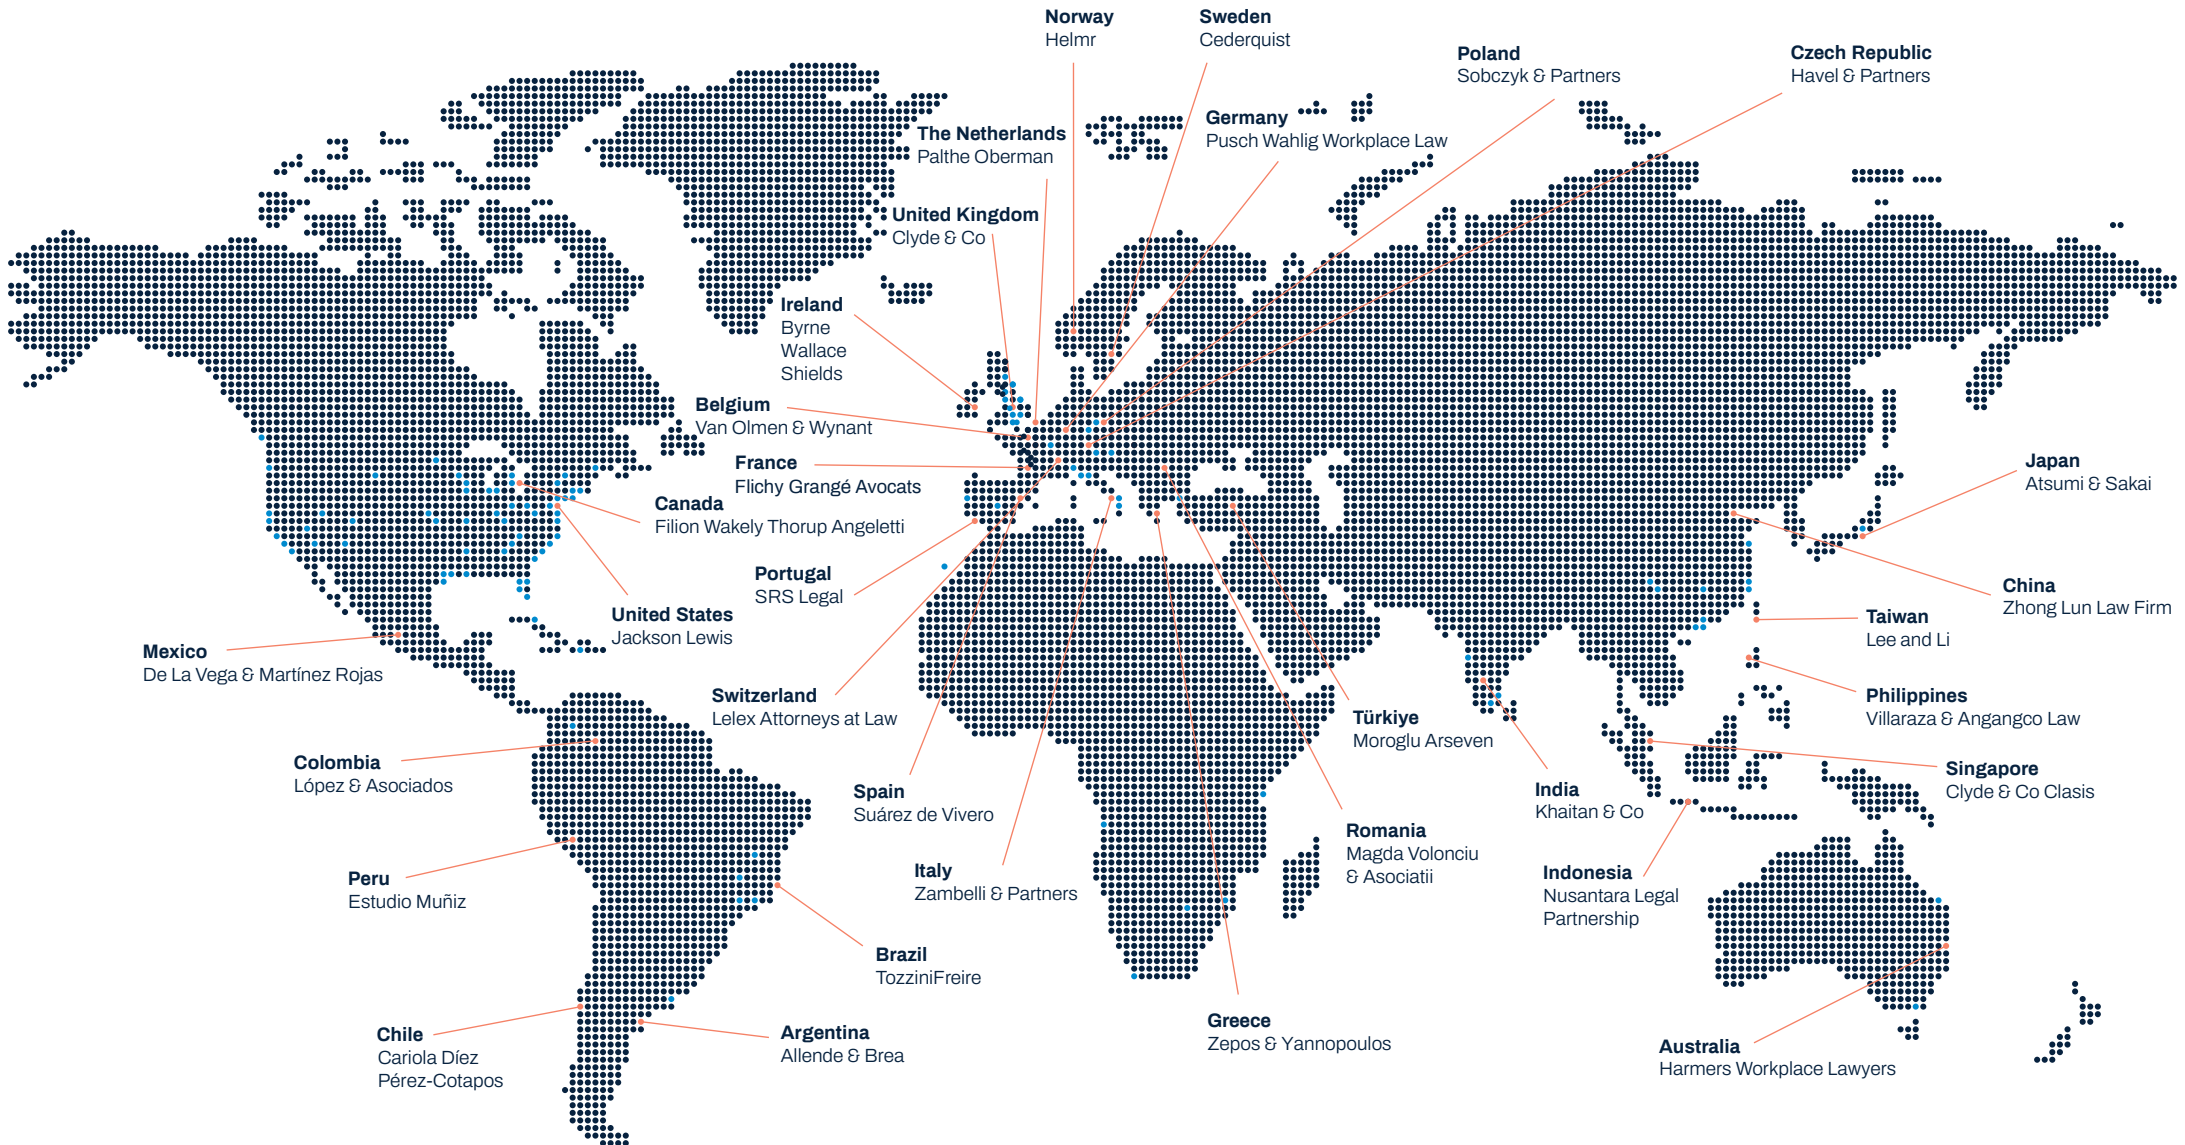 Norway
Helmr
Sweden
Cederquist
Poland
Sobczyk & Partners
Czech Republic
Havel & Partners
Germany
Pusch Wahlig Workplace Law
The Netherlands
Palthe Oberman
United Kingdom
Clyde & Co
Ireland
Byrne
Wallace
Shields
Belgium
Van Olmen & Wynant
France
Flichy Grangé Avocats
Canada
Filion Wakely Thorup Angeletti
Japan
Atsumi & Sakai
Portugal
SRS Legal
China
Zhong Lun Law Firm
United States
Jackson Lewis
Taiwan
Lee and Li
Mexico
De La Vega & Martínez Rojas
Switzerland
Lelex Attorneys at Law
Philippines
Villaraza & Angangco Law
Türkiye
Moroglu Arseven
Colombia
López & Asociados
Spain
Suárez de Vivero
India
Khaitan & Co
Singapore
Clyde & Co Clasis
Romania
Magda Volonciu
& Asociatii
Peru
Estudio Muñiz
Italy
Zambelli & Partners
Indonesia
Nusantara Legal
Partnership
Brazil
TozziniFreire
Chile
Cariola Díez
Pérez-Cotapos
Argentina
Allende & Brea
Greece
Zepos & Yannopoulos
Australia
Harmers Workplace Lawyers